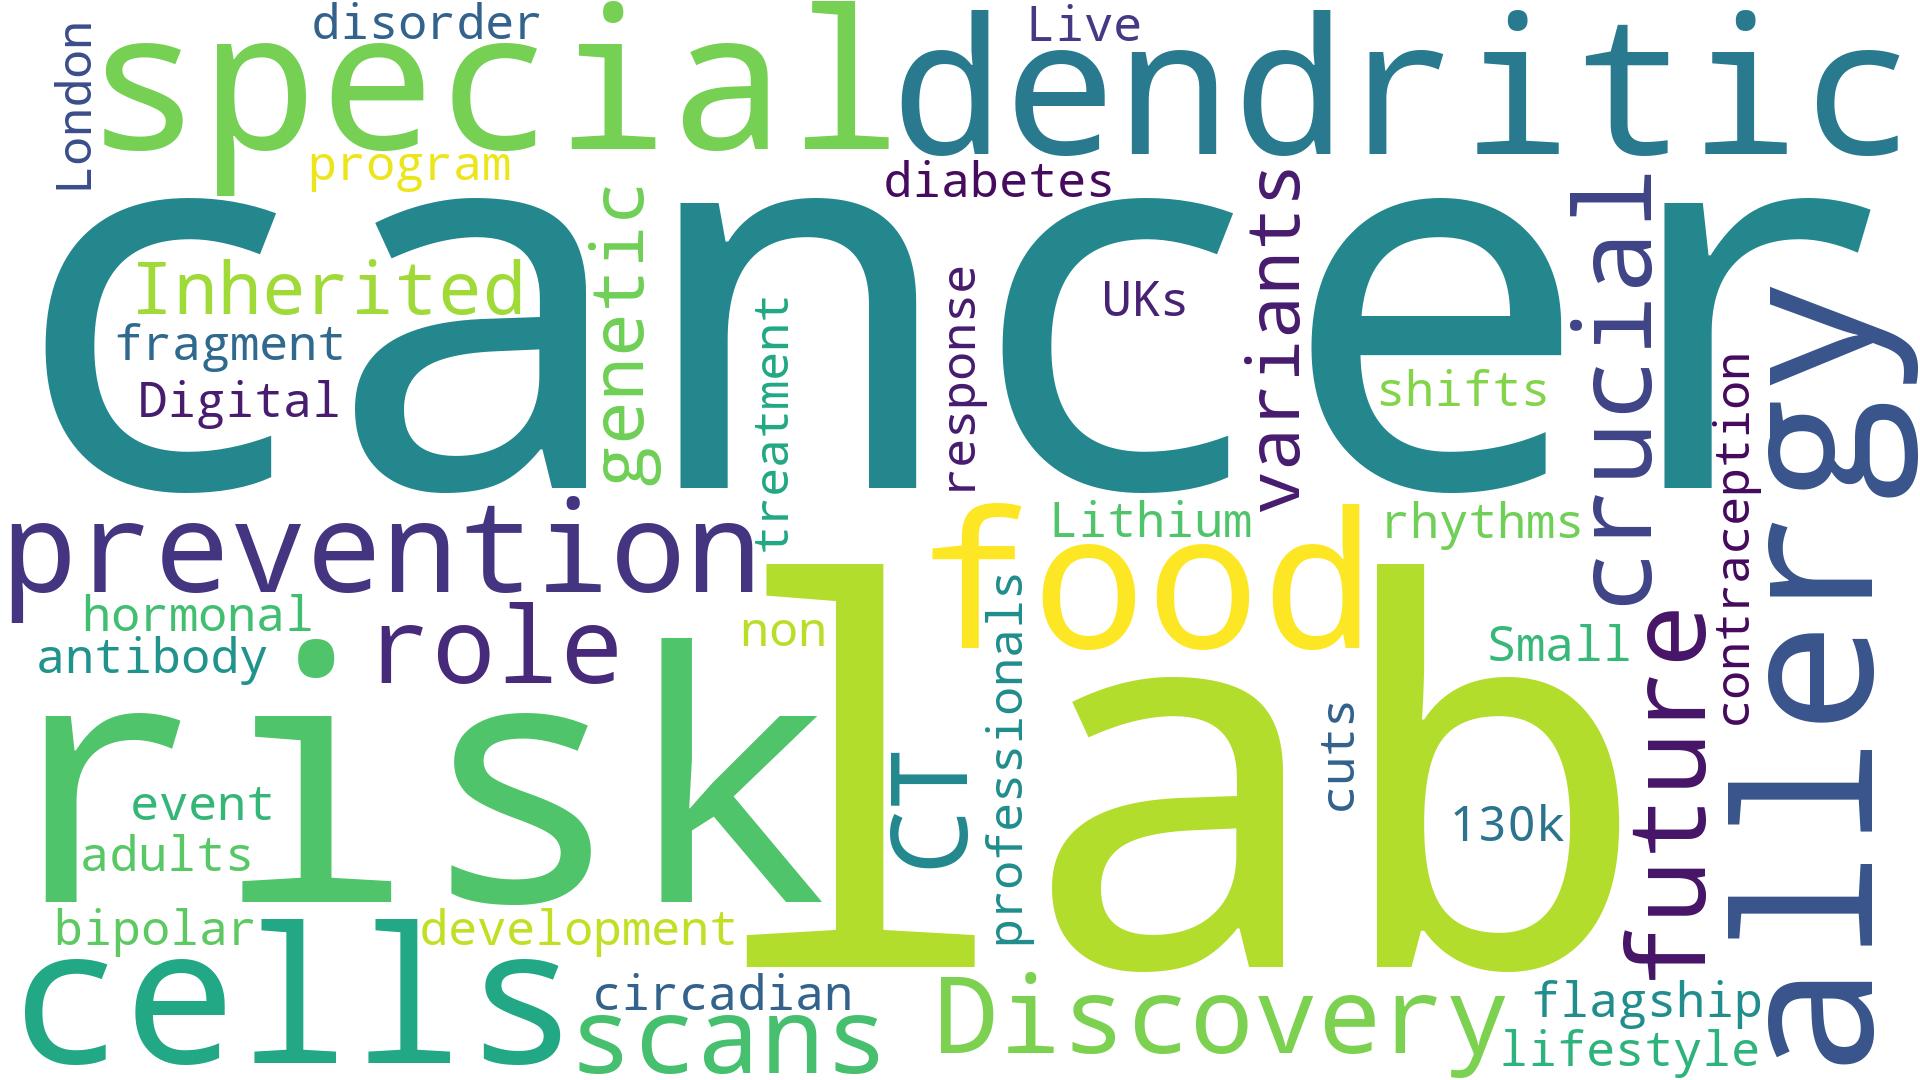 disorder
Live
London
special
dendritic
program
diabetes
cancer
genetic
variants
crucial
Inherited
fragment
Digital
treatment
response
UKs
shifts
contraception
allergy
prevention
food
Lithium
rhythms
hormonal
antibody
role
non
professionals
Small
future
risk
lab
CT
cuts
130k
event
adults
bipolar
development
cells
circadian
scans
Discovery
flagship
lifestyle